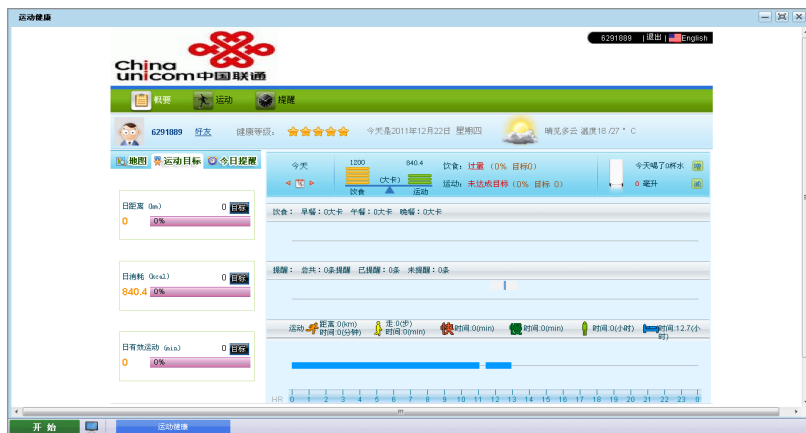 运动健康
6291889 |退出| English
China
unicom中国联通
概要 运动 提醒
6291889 好友 健康等级: 今天是2011年12月22日 星期四 晴见多云 温度18 /27 ° C
地图 运动目标 今日提醒
今天 1200 840.4 饮食: 过量 (0% 目标0) 今天喝了0杯水
(大卡) 运动: 未达成目标 (0% 目标 0) 0 毫升
饮食 运动
日距离 (km) 0 目标
0 0%
饮食: 早餐:0大卡 午餐:0大卡 晚餐:0大卡
日消耗 (kcal) 0 目标
840.4 0%
提醒: 总共:0条提醒 已提醒:0条 未提醒:0条
日有效运动 (min) 0 目标
0 0%
运动 距离:0(km) 走:0(步) 快 时间:0(min) 慢 时间:0(min) 时间:0(小时) 时间:12.7(小
时间:0(分钟) 时间:0(min) 时)
HR 0 1 2 3 4 5 6 7 8 9 10 11 12 13 14 15 16 17 18 19 20 21 22 23 0
开 始 运动健康